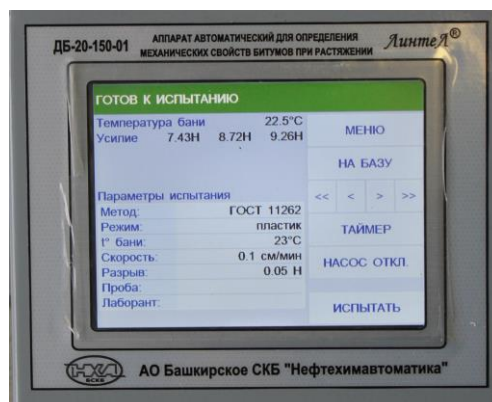 ДБ-20-150-01
АППАРАТ АВТОМАТИЧЕСКИЙ ДЛЯ ОПРЕДЕЛЕНИЯ
МЕХАНИЧЕСКИХ СВОЙСТВ БИТУМОВ ПРИ РАСТЯЖЕНИИ
ЛинтеЛ®
ГОТОВ К ИСПЫТАНИЮ
Температура бани 22.5°C
Усилие 7.43Н 8.72Н 9.26Н
МЕНЮ
НА БАЗУ
<< < > >>
Параметры испытания
Метод: ГОСТ 11262
Режим: пластик
t° бани: 23°C
Скорость: 0.1 см/мин
Разрыв: 0.05 Н
Проба:
Лаборант:
ТАЙМЕР
НАСОС ОТКЛ.
ИСПЫТАТЬ
НХА
БСКБ
АО Башкирское СКБ "Нефтехимавтоматика"